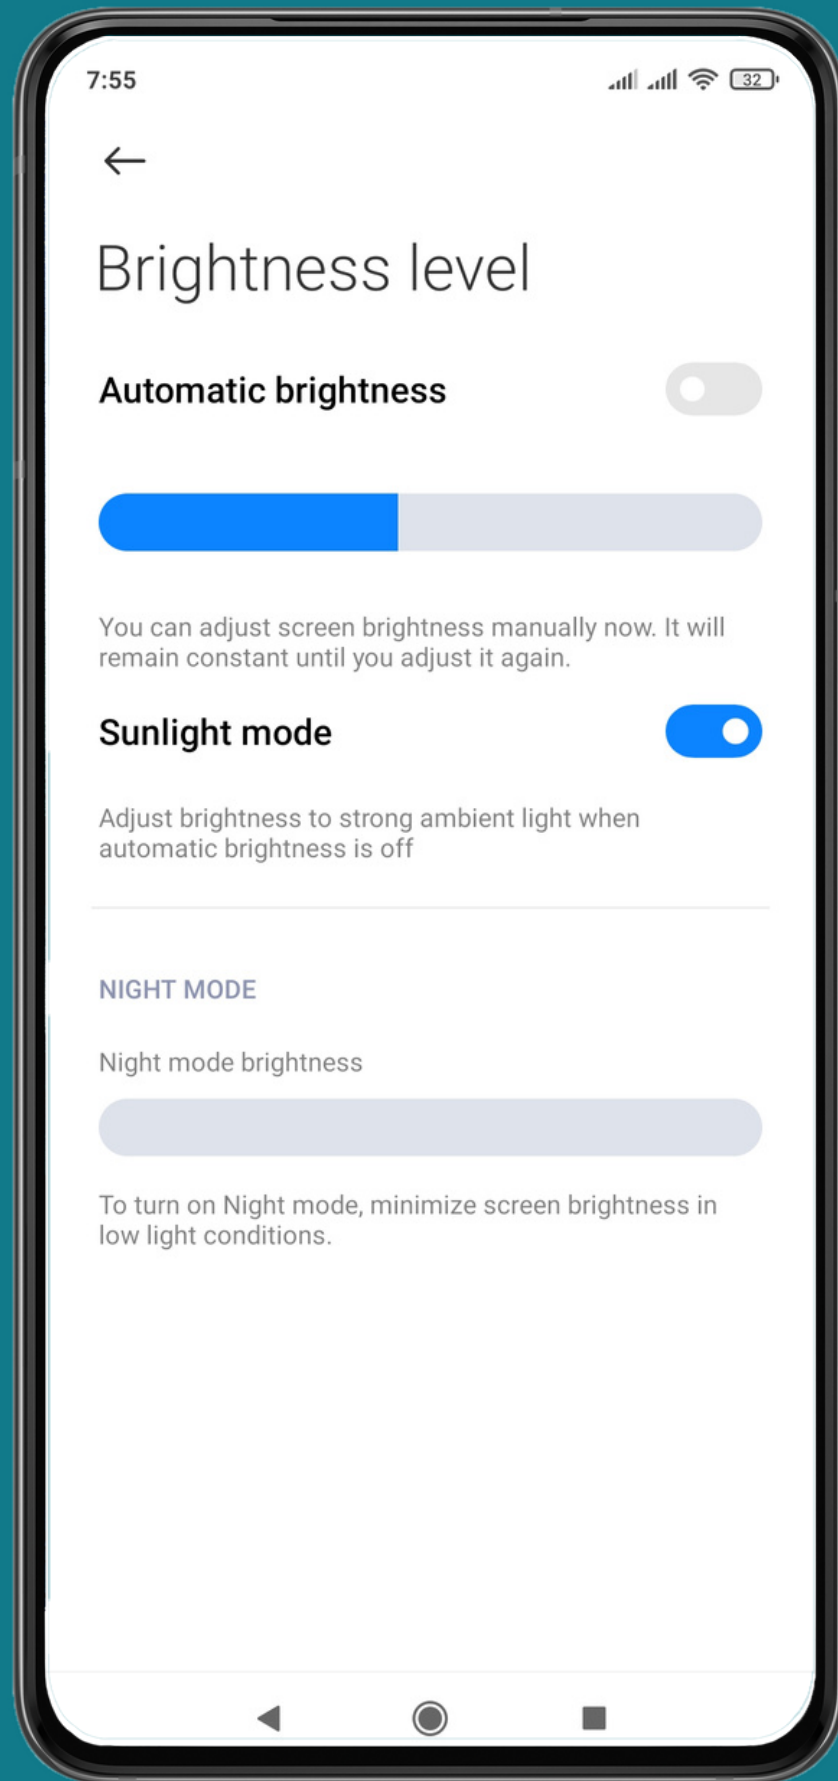 7:55
32
Brightness level
Automatic brightness
You can adjust screen brightness manually now. It will
remain constant until you adjust it again.
Sunlight mode
Adjust brightness to strong ambient light when
automatic brightness is off
NIGHT MODE
Night mode brightness
To turn on Night mode, minimize screen brightness in
low light conditions.